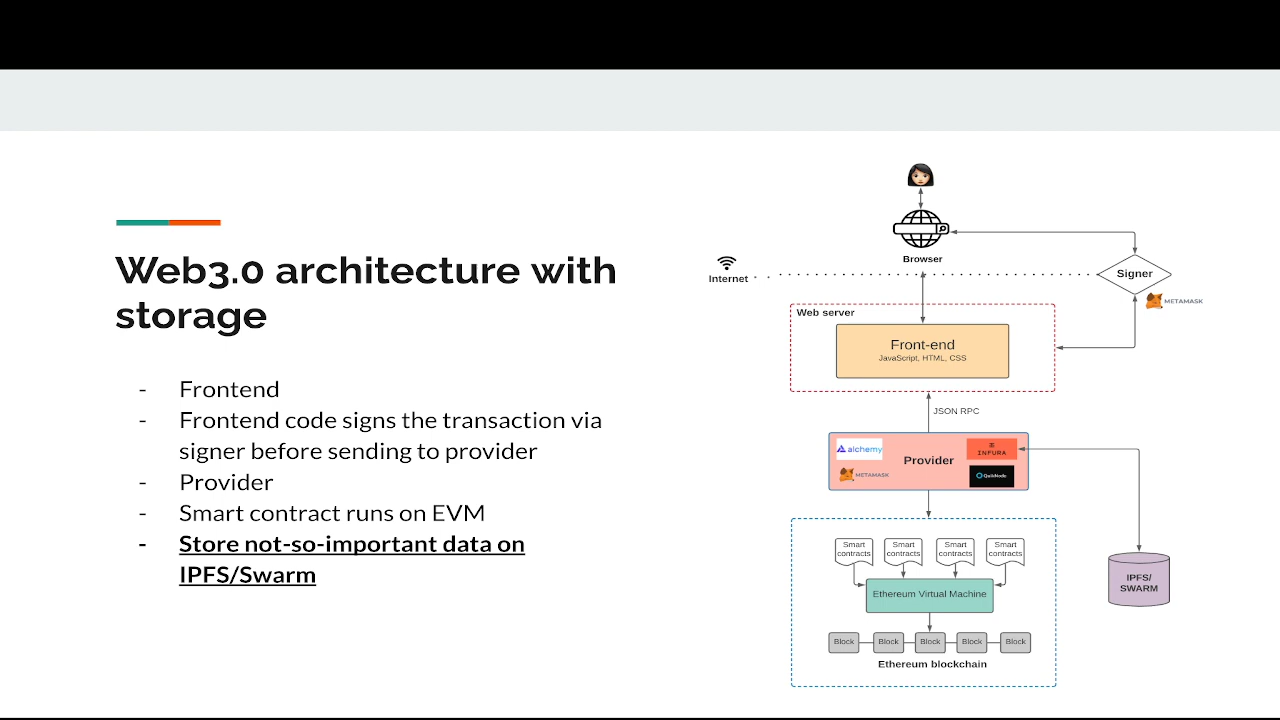 Web3.0 architecture with
storage
- Frontend
- Frontend code signs the transaction via
signer before sending to provider
- Provider
- Smart contract runs on EVM
- Store not-so-important data on
IPFS/Swarm
Browser
Internet
Signer
METAMASK
Web server
Front-end
JavaScript, HTML, CSS
JSON RPC
alchemy
INFURA
Provider
METAMASK
QuikNode
Smart
contracts
Smart
contracts
Smart
contracts
Smart
contracts
Ethereum Virtual Machine
IPFS/
SWARM
Block
Block
Block
Block
Block
Ethereum blockchain